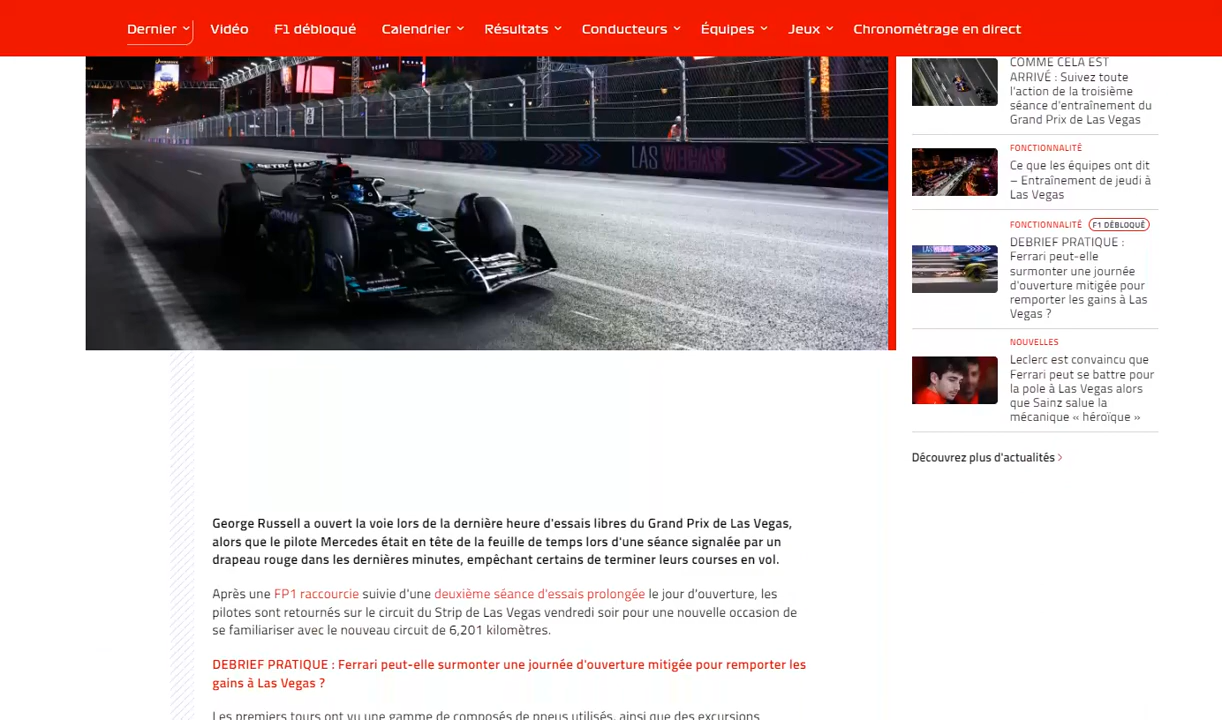 Dernier
Vidéo
F1 débloqué
Calendrier
Résultats
Conducteurs
Équipes
Jeux
Chronométrage en direct
PETRONAS
LAS VEGAS
COMME CELA EST
ARRIVÉ : Suivez toute
l'action de la troisième
séance d'entraînement du
Grand Prix de Las Vegas
FONCTIONNALITÉ
Ce que les équipes ont dit
– Entraînement de jeudi à
Las Vegas
FONCTIONNALITÉ
F1 DÉBLOQUÉ
DEBRIEF PRATIQUE :
Ferrari peut-elle
surmonter une journée
d'ouverture mitigée pour
remporter les gains à Las
Vegas ?
NOUVELLES
Leclerc est convaincu que
Ferrari peut se battre pour
la pole à Las Vegas alors
que Sainz salue la
mécanique « héroïque »
Découvrez plus d'actualités
George Russell a ouvert la voie lors de la dernière heure d'essais libres du Grand Prix de Las Vegas,
alors que le pilote Mercedes était en tête de la feuille de temps lors d'une séance signalée par un
drapeau rouge dans les dernières minutes, empêchant certains de terminer leurs courses en vol.
Après une FP1 raccourcie suivie d'une deuxième séance d'essais prolongée le jour d'ouverture, les
pilotes sont retournés sur le circuit du Strip de Las Vegas vendredi soir pour une nouvelle occasion de
se familiariser avec le nouveau circuit de 6,201 kilomètres.
DEBRIEF PRATIQUE : Ferrari peut-elle surmonter une journée d'ouverture mitigée pour remporter les
gains à Las Vegas ?
Les premiers tours ont vu une gamme de composés de pneus utilisés, ainsi que des excursions